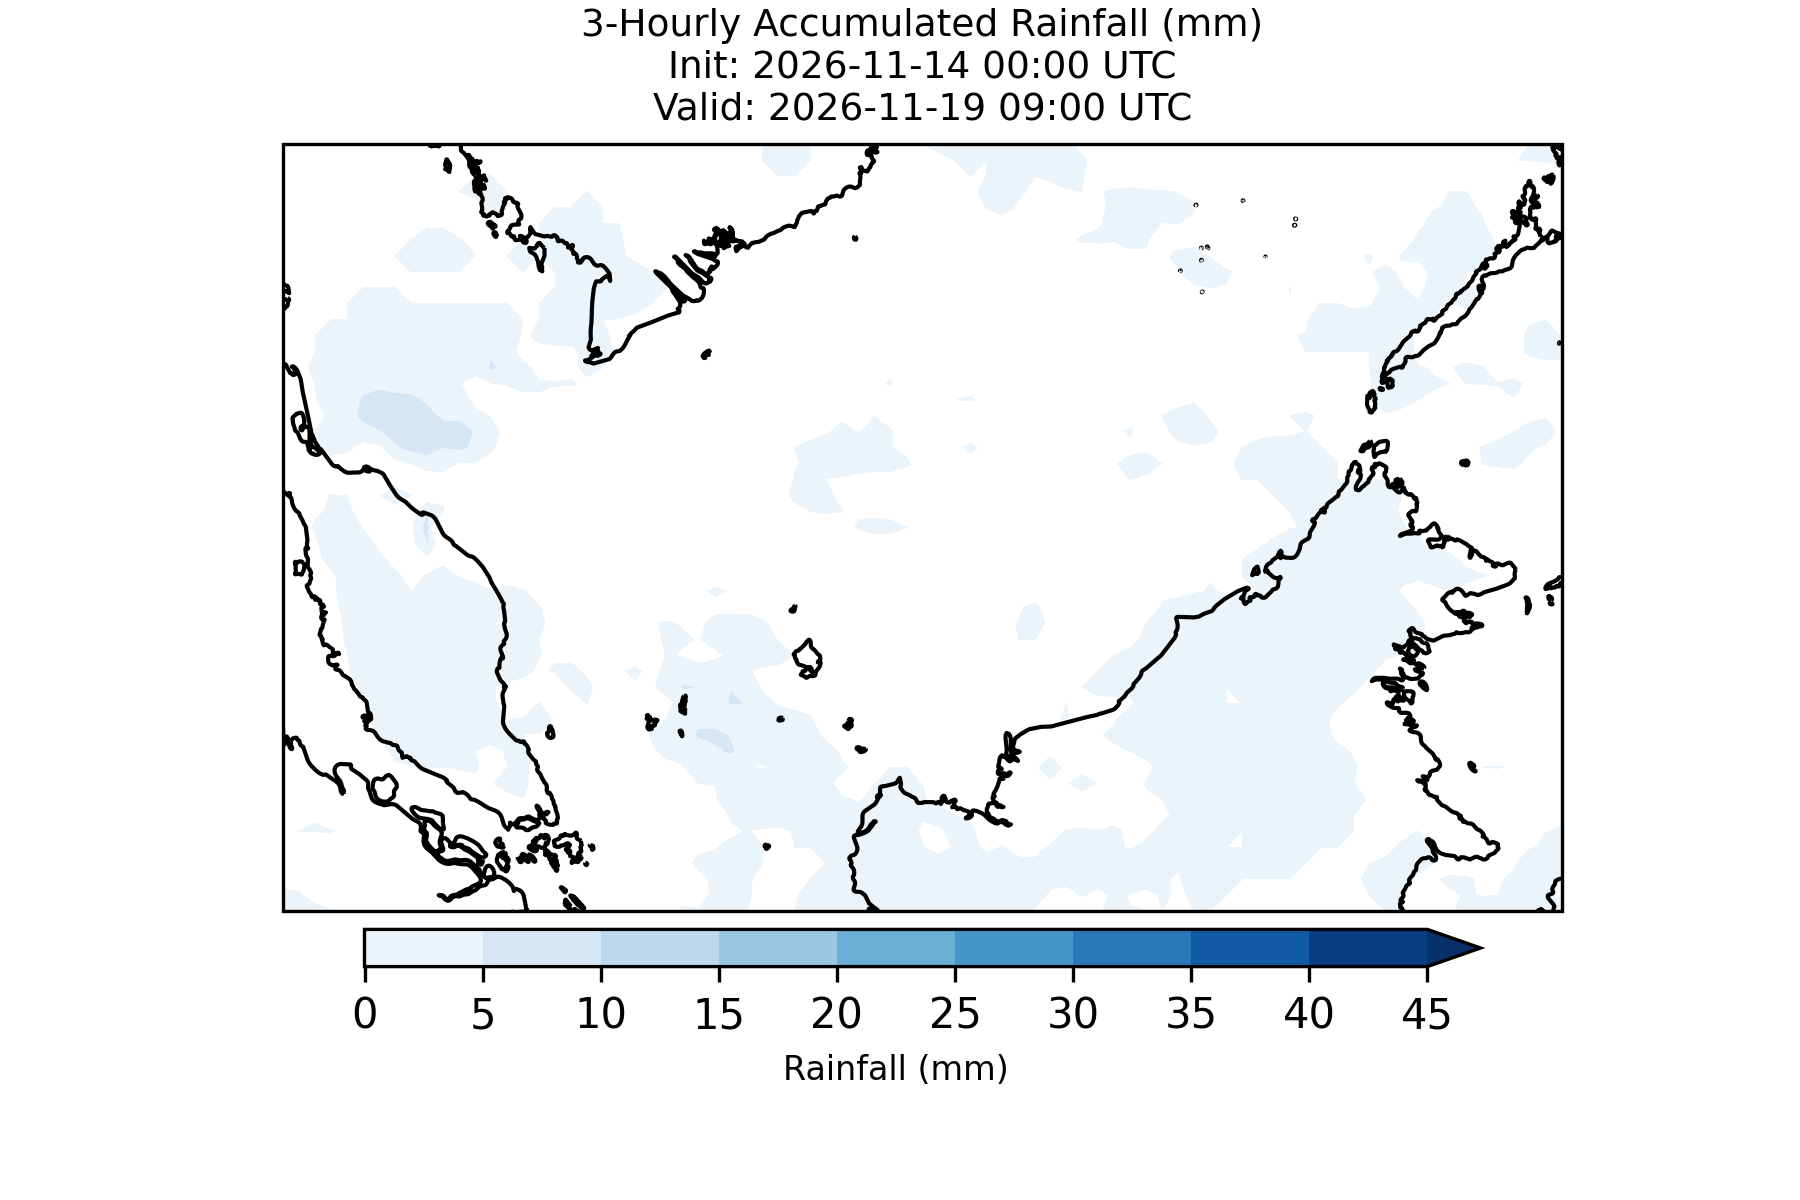 3-Hourly Accumulated Rainfall (mm)
Init: 2026-11-14 00:00 UTC
Valid: 2026-11-19 09:00 UTC
0 5 10 15 20 25 30 35 40 45
Rainfall (mm)